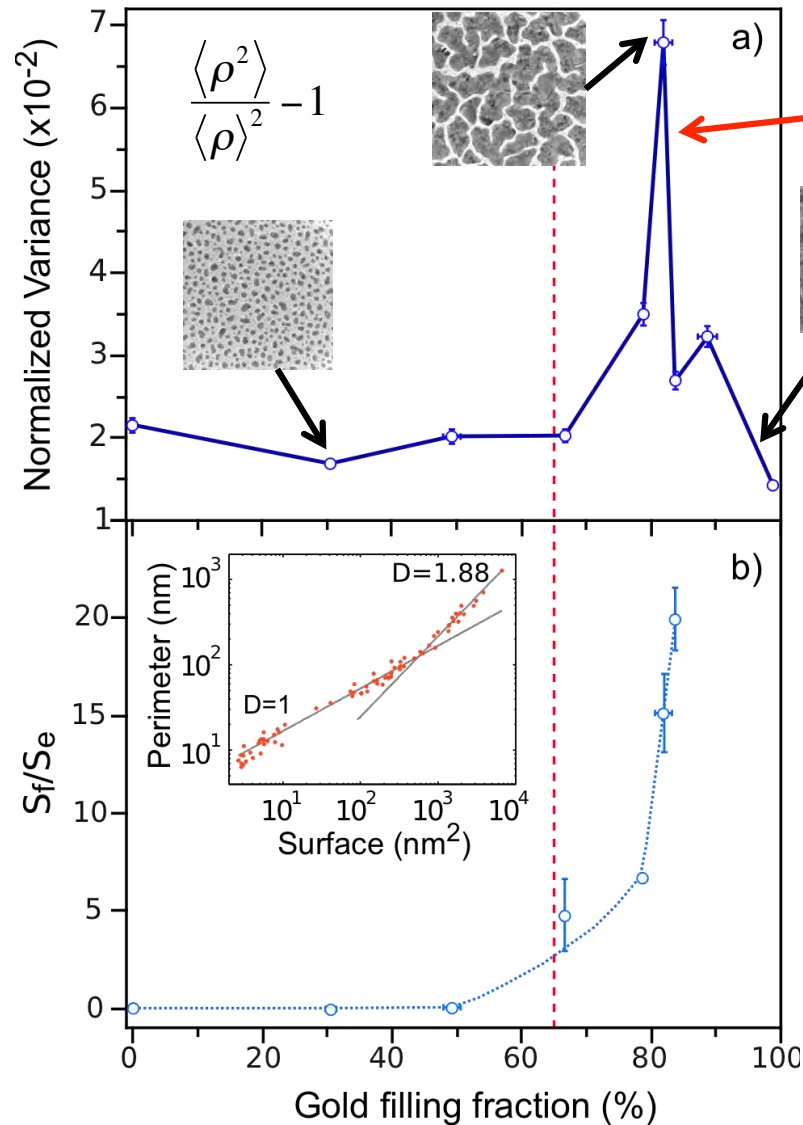 a)
⟨ρ²⟩
⟨ρ⟩²
−1
Normalized Variance (x10⁻²)
7
6
5
4
3
2
1
b)
Sf/Se
20
15
10
5
0
D=1.88
D=1
Perimeter (nm)
10³
10²
10¹
10¹ 10² 10³ 10⁴
Surface (nm²)
0 20 40 60 80 100
Gold filling fraction (%)